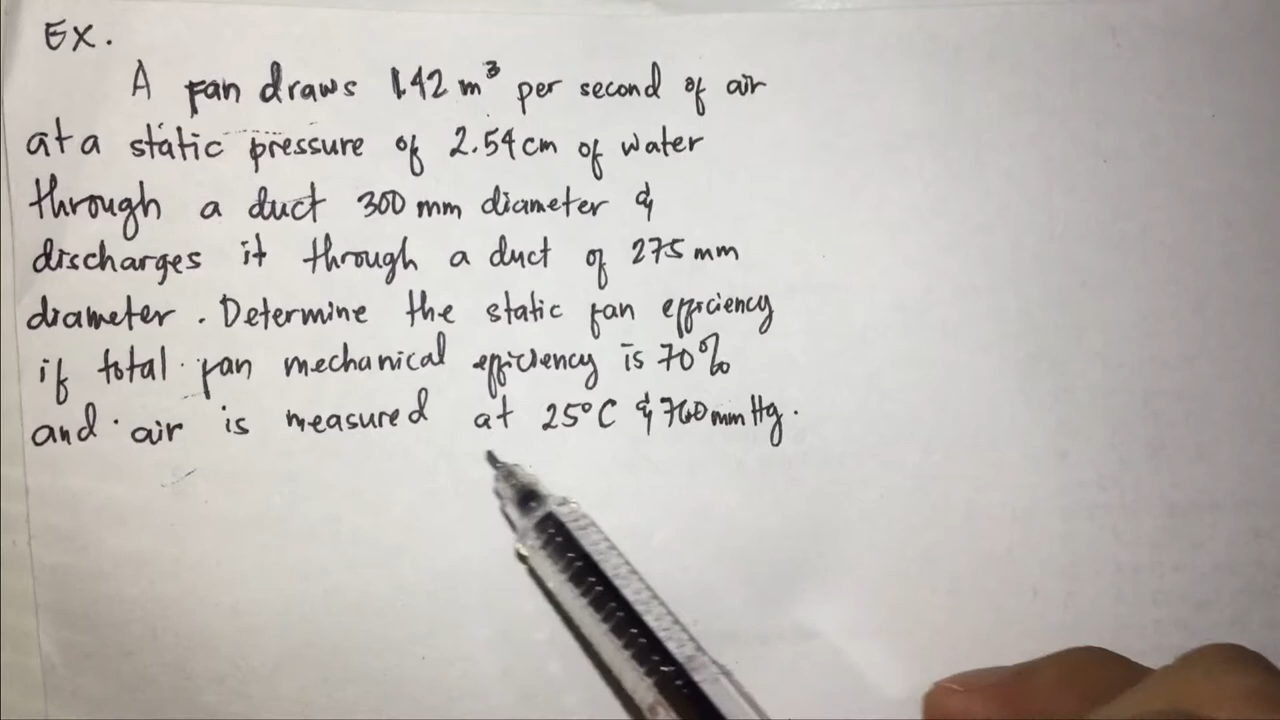 EX.
A fan draws 1.42 m³ per second of air
at a static pressure of 2.54 cm of water
through a duct 300 mm diameter &
discharges it through a duct of 275 mm
diameter. Determine the static fan efficiency
if total fan mechanical efficiency is 70%
and air is measured at 25°C & 760 mm Hg.